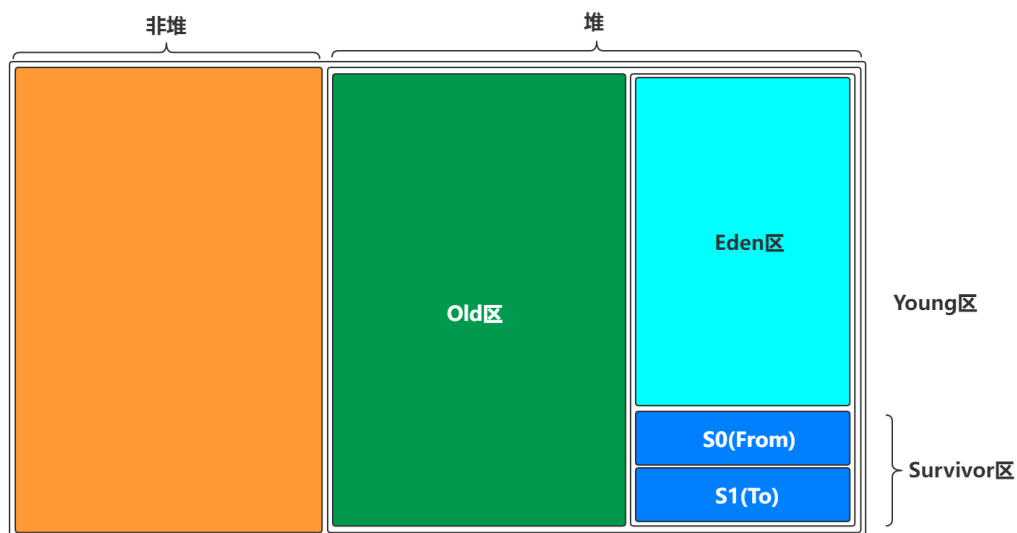 非堆
堆
Old区
Eden区
Young区
S0(From)
S1(To)
Survivor区